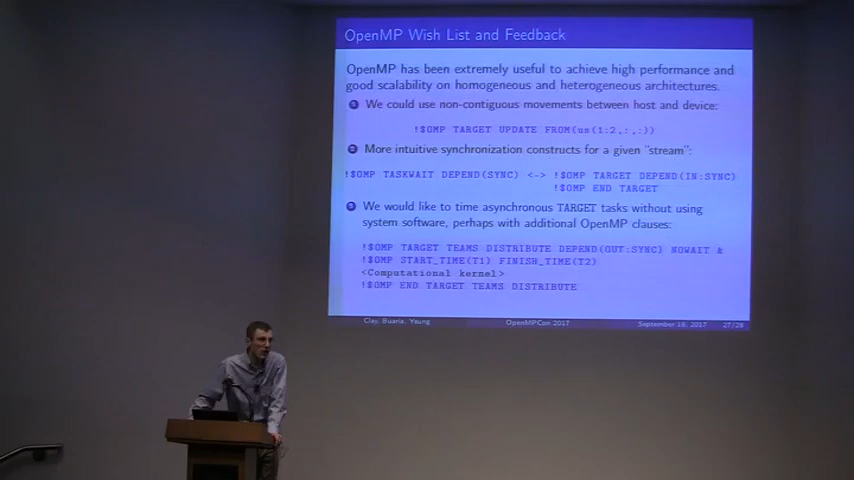 OpenMP Wish List and Feedback
OpenMP has been extremely useful to achieve high performance and
good scalability on homogeneous and heterogeneous architectures.
1 We could use non-contiguous movements between host and device:
!$OMP TARGET UPDATE FROM(us(1:2,:,:))
2 More intuitive synchronization constructs for a given "stream":
!$OMP TASKWAIT DEPEND(SYNC) <-> !$OMP TARGET DEPEND(IN:SYNC)
!$OMP END TARGET
3 We would like to time asynchronous TARGET tasks without using
system software, perhaps with additional OpenMP clauses:
!$OMP TARGET TEAMS DISTRIBUTE DEPEND(OUT:SYNC) NOWAIT &
!$OMP START_TIME(T1) FINISH_TIME(T2)
<Computational kernel>
!$OMP END TARGET TEAMS DISTRIBUTE
Clay, Buaria, Yeung OpenMPCon 2017 September 18, 2017 27/28